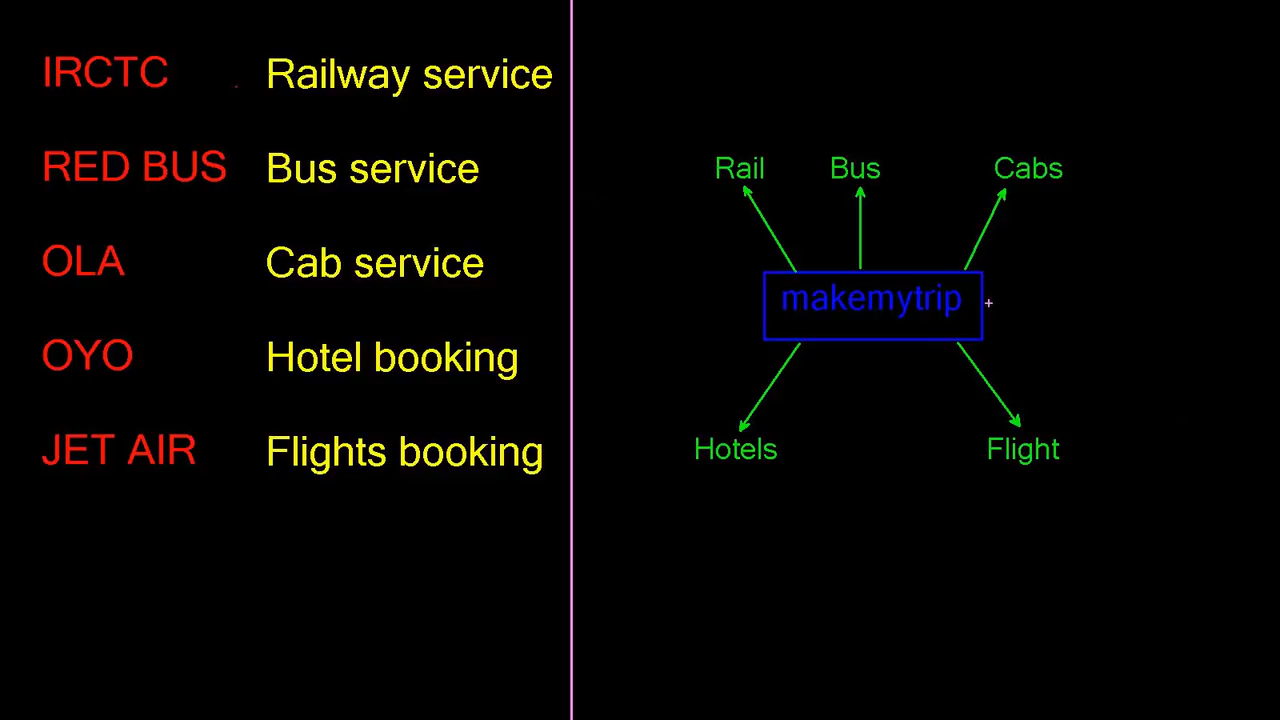 IRCTC Railway service
RED BUS Bus service
OLA Cab service
OYO Hotel booking
JET AIR Flights booking
Rail Bus Cabs
makemytrip
Hotels Flight